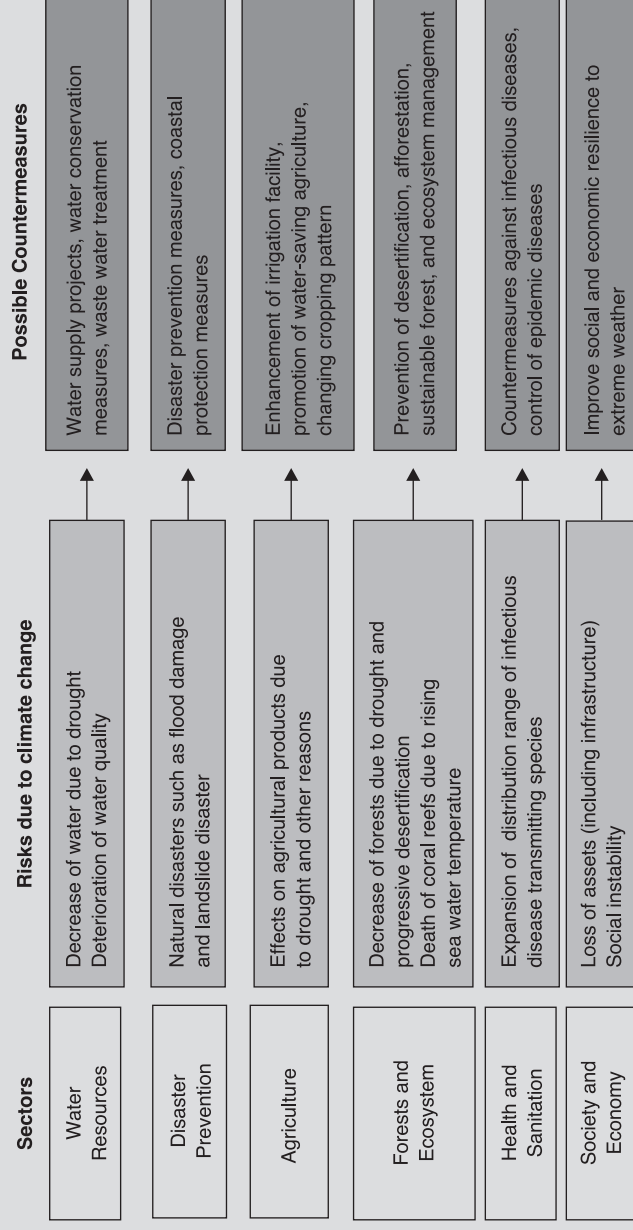 Sectors
Risks due to climate change
Possible Countermeasures
Water
Resources
Decrease of water due to drought
Deterioration of water quality
Water supply projects, water conservation
measures, waste water treatment
Disaster
Prevention
Natural disasters such as flood damage
and landslide disaster
Disaster prevention measures, coastal
protection measures
Agriculture
Effects on agricultural products due
to drought and other reasons
Enhancement of irrigation facility,
promotion of water-saving agriculture,
changing cropping pattern
Forests and
Ecosystem
Decrease of forests due to drought and
progressive desertification
Death of coral reefs due to rising
sea water temperature
Prevention of desertification, afforestation,
sustainable forest, and ecosystem management
Health and
Sanitation
Expansion of distribution range of infectious
disease transmitting species
Countermeasures against infectious diseases,
control of epidemic diseases
Society and
Economy
Loss of assets (including infrastructure)
Social instability
Improve social and economic resilience to
extreme weather